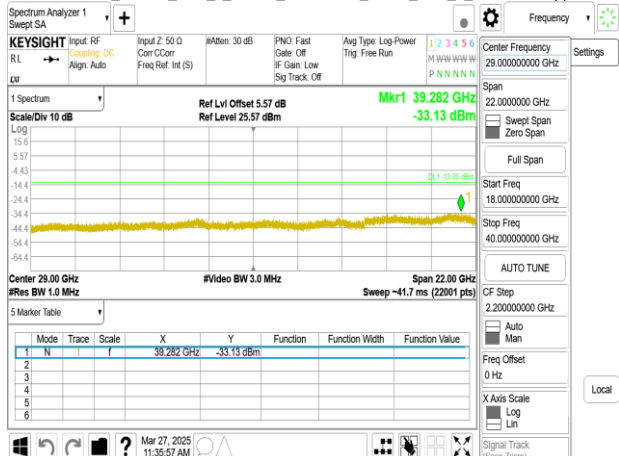 Spectrum Analyzer 1
Swept SA
Frequency
KEYSIGHT
RL
LXI
Input: RF
Coupling: DC
Align: Auto
Input Z: 50 Ω
Corr CCorr
Freq Ref: Int (S)
#Atten: 30 dB
PNO: Fast
Gate: Off
IF Gain: Low
Sig Track: Off
Avg Type: Log-Power
Trig: Free Run
1 2 3 4 5 6
M W W W W W
P N N N N N
Center Frequency
29.000000000 GHz
Settings
Span
22.0000000 GHz
Swept Span
Zero Span
Full Span
Start Freq
18.000000000 GHz
Stop Freq
40.000000000 GHz
AUTO TUNE
CF Step
2.200000000 GHz
Auto
Man
Freq Offset
0 Hz
X Axis Scale
Log
Lin
Signal Track
(Span Zoom)
Local
1 Spectrum
Scale/Div 10 dB
Ref Lvl Offset 5.57 dB
Ref Level 25.57 dBm
Mkr1 39.282 GHz
-33.13 dBm
Log
15.6
5.57
-4.43
DL1 -13.00 dBm
-14.4
-24.4
1
-34.4
-44.4
-54.4
-64.4
Center 29.00 GHz
#Video BW 3.0 MHz
Span 22.00 GHz
#Res BW 1.0 MHz
Sweep ~41.7 ms (22001 pts)
5 Marker Table
Mode Trace Scale X Y Function Function Width Function Value
1 N 1 f 39.282 GHz -33.13 dBm
2
3
4
5
6
?
Mar 27, 2025
11:35:57 AM